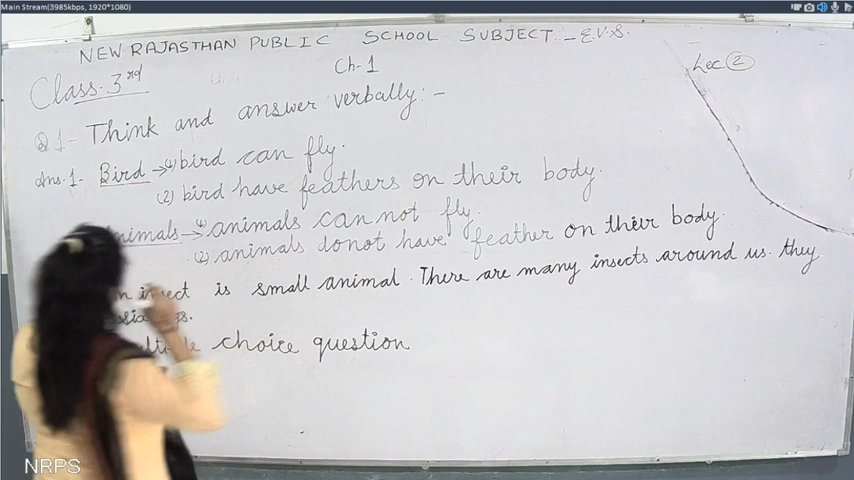 Main Stream(3985kbps, 1920*1080)
NEW RAJASTHAN PUBLIC SCHOOL SUBJECT - E.V.S.
Class. 3rd Ch-1 Lec 2
Q 1- Think and answer verbally: -
Ans. 1- Bird → (1) bird can fly.
(2) bird have feathers on their body.
Animals → (1) animals can not fly.
(2) animals donot have feather on their body.
insect is small animal. There are many insects around us. they
choice question
NRPS